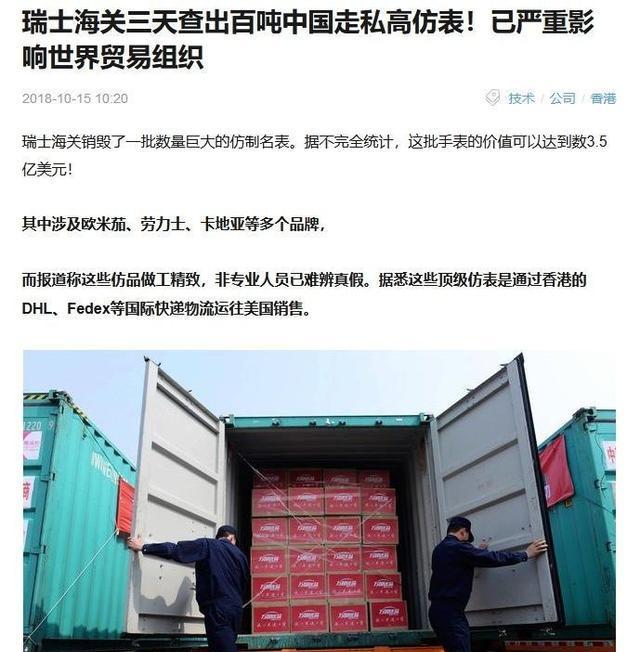 瑞士海关三天查出百吨中国走私高仿表！已严重影
响世界贸易组织
2018-10-15 10:20
技术 / 公司 / 香港
瑞士海关销毁了一批数量巨大的仿制名表。据不完全统计，这批手表的价值可以达到数3.5
亿美元！
其中涉及欧米茄、劳力士、卡地亚等多个品牌，
而报道称这些仿品做工精致，非专业人员已难辨真假。据悉这些顶级仿表是通过香港的
DHL、Fedex等国际快递物流运往美国销售。
1220 9